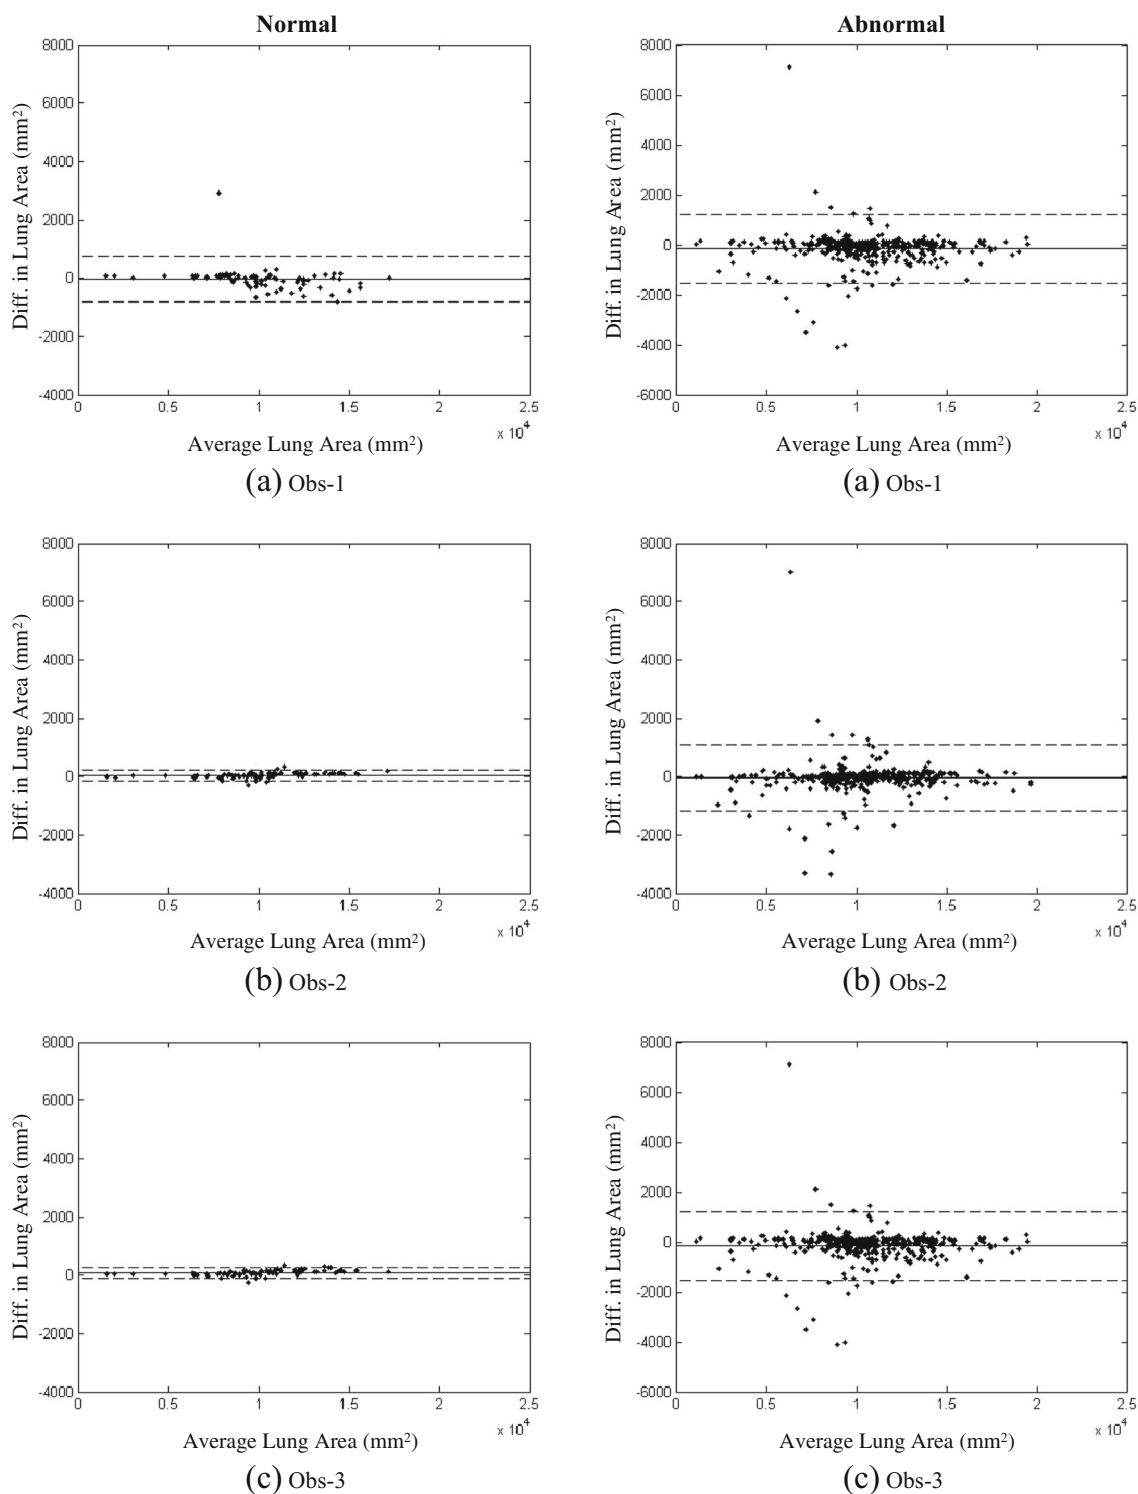 Normal
8000
6000
4000
2000
0
-2000
-4000
0 0.5 1 1.5 2 2.5
x 10⁴
Diff. in Lung Area (mm²)
Average Lung Area (mm²)
(a) Obs-1
Abnormal
8000
6000
4000
2000
0
-2000
-4000
-6000
0 0.5 1 1.5 2 2.5
x 10⁴
Diff. in Lung Area (mm²)
Average Lung Area (mm²)
(a) Obs-1
8000
6000
4000
2000
0
-2000
-4000
0 0.5 1 1.5 2 2.5
x 10⁴
Diff. in Lung Area (mm²)
Average Lung Area (mm²)
(b) Obs-2
8000
6000
4000
2000
0
-2000
-4000
0 0.5 1 1.5 2 2.5
x 10⁴
Diff. in Lung Area (mm²)
Average Lung Area (mm²)
(b) Obs-2
8000
6000
4000
2000
0
-2000
-4000
0 0.5 1 1.5 2 2.5
x 10⁴
Diff. in Lung Area (mm²)
Average Lung Area (mm²)
(c) Obs-3
8000
6000
4000
2000
0
-2000
-4000
-6000
0 0.5 1 1.5 2 2.5
x 10⁴
Diff. in Lung Area (mm²)
Average Lung Area (mm²)
(c) Obs-3